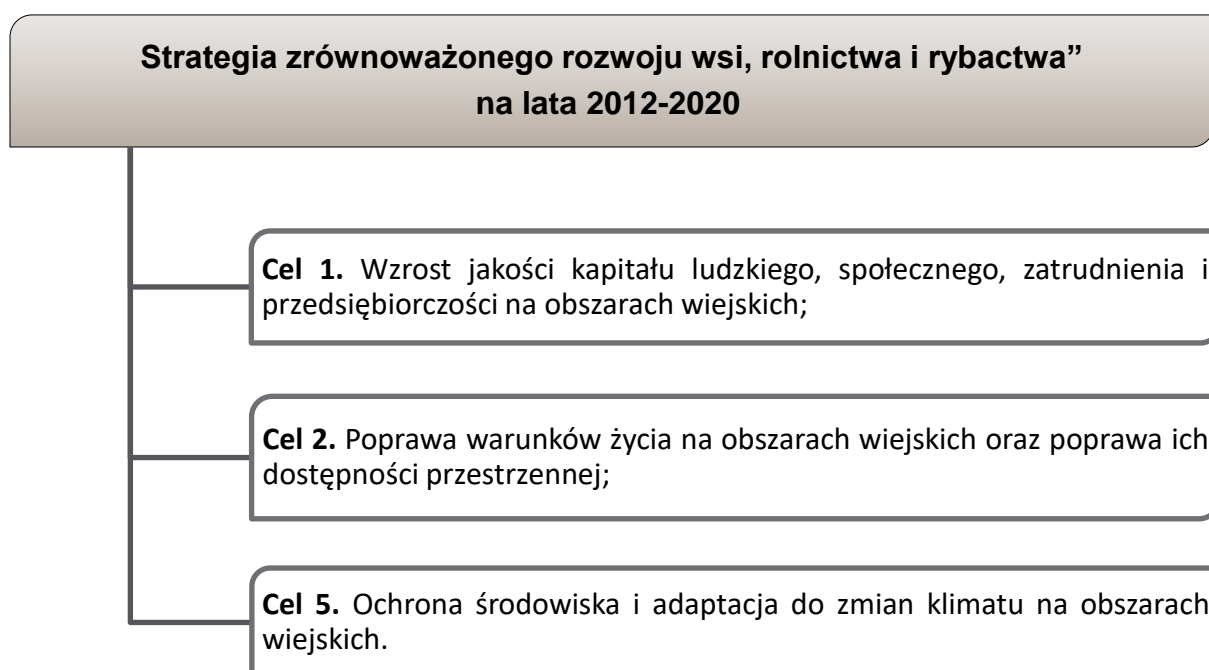 Strategia zrównoważonego rozwoju wsi, rolnictwa i rybactwa”
na lata 2012-2020
Cel 1. Wzrost jakości kapitału ludzkiego, społecznego, zatrudnienia i
przedsiębiorczości na obszarach wiejskich;
Cel 2. Poprawa warunków życia na obszarach wiejskich oraz poprawa ich
dostępności przestrzennej;
Cel 5. Ochrona środowiska i adaptacja do zmian klimatu na obszarach
wiejskich.